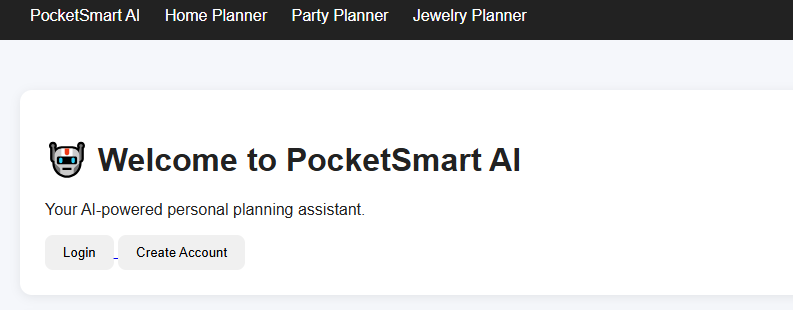 PocketSmart AI Home Planner Party Planner Jewelry Planner
Welcome to PocketSmart AI
Your AI-powered personal planning assistant.
Login Create Account